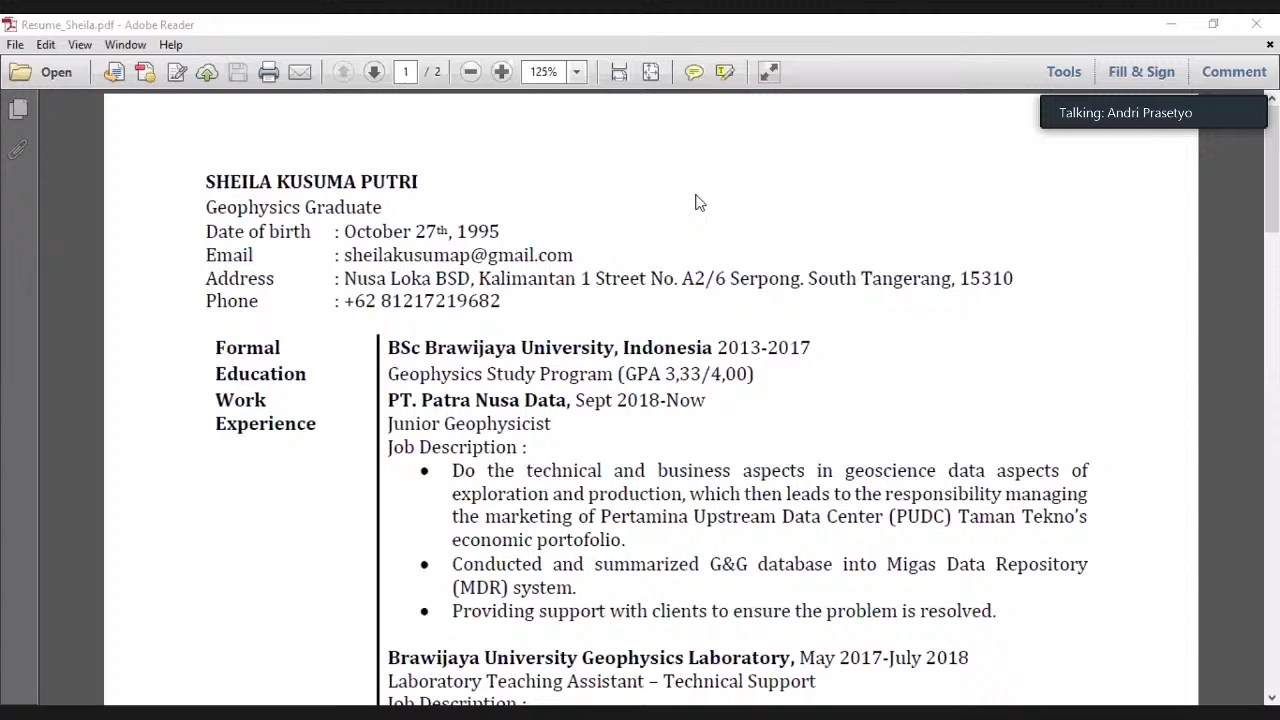 Resume_Sheila.pdf - Adobe Reader
File Edit View Window Help
Open 1 / 2 125% Tools Fill & Sign Comment
Talking: Andri Prasetyo
SHEILA KUSUMA PUTRI
Geophysics Graduate
Date of birth : October 27th, 1995
Email : sheilakusumap@gmail.com
Address : Nusa Loka BSD, Kalimantan 1 Street No. A2/6 Serpong. South Tangerang, 15310
Phone : +62 81217219682
Formal BSc Brawijaya University, Indonesia 2013-2017
Education Geophysics Study Program (GPA 3,33/4,00)
Work PT. Patra Nusa Data, Sept 2018-Now
Experience Junior Geophysicist
Job Description :
• Do the technical and business aspects in geoscience data aspects of
exploration and production, which then leads to the responsibility managing
the marketing of Pertamina Upstream Data Center (PUDC) Taman Tekno’s
economic portofolio.
• Conducted and summarized G&G database into Migas Data Repository
(MDR) system.
• Providing support with clients to ensure the problem is resolved.
Brawijaya University Geophysics Laboratory, May 2017-July 2018
Laboratory Teaching Assistant – Technical Support
Job Description :